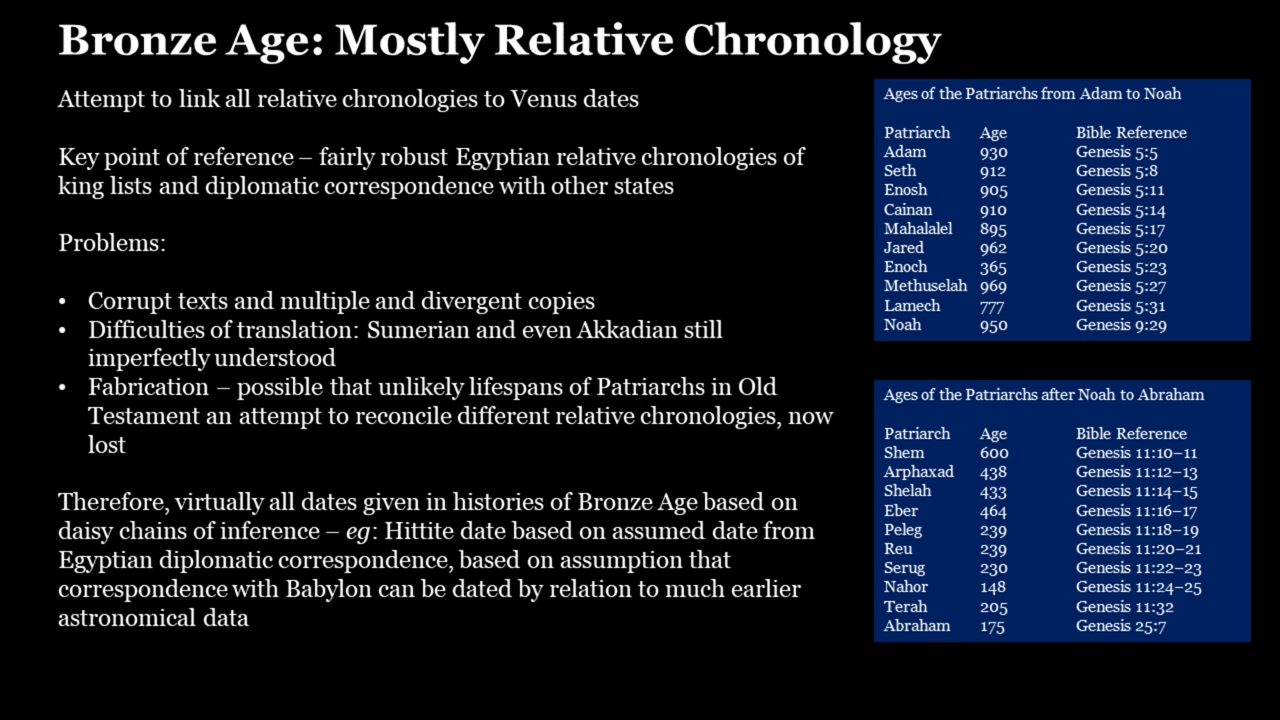 Bronze Age: Mostly Relative Chronology
Attempt to link all relative chronologies to Venus dates
Key point of reference – fairly robust Egyptian relative chronologies of
king lists and diplomatic correspondence with other states
Problems:
• Corrupt texts and multiple and divergent copies
• Difficulties of translation: Sumerian and even Akkadian still
imperfectly understood
• Fabrication – possible that unlikely lifespans of Patriarchs in Old
Testament an attempt to reconcile different relative chronologies, now
lost
Therefore, virtually all dates given in histories of Bronze Age based on
daisy chains of inference – eg: Hittite date based on assumed date from
Egyptian diplomatic correspondence, based on assumption that
correspondence with Babylon can be dated by relation to much earlier
astronomical data
Ages of the Patriarchs from Adam to Noah
Patriarch Age Bible Reference
Adam 930 Genesis 5:5
Seth 912 Genesis 5:8
Enosh 905 Genesis 5:11
Cainan 910 Genesis 5:14
Mahalalel 895 Genesis 5:17
Jared 962 Genesis 5:20
Enoch 365 Genesis 5:23
Methuselah 969 Genesis 5:27
Lamech 777 Genesis 5:31
Noah 950 Genesis 9:29
Ages of the Patriarchs after Noah to Abraham
Patriarch Age Bible Reference
Shem 600 Genesis 11:10–11
Arphaxad 438 Genesis 11:12–13
Shelah 433 Genesis 11:14–15
Eber 464 Genesis 11:16–17
Peleg 239 Genesis 11:18–19
Reu 239 Genesis 11:20–21
Serug 230 Genesis 11:22–23
Nahor 148 Genesis 11:24–25
Terah 205 Genesis 11:32
Abraham 175 Genesis 25:7